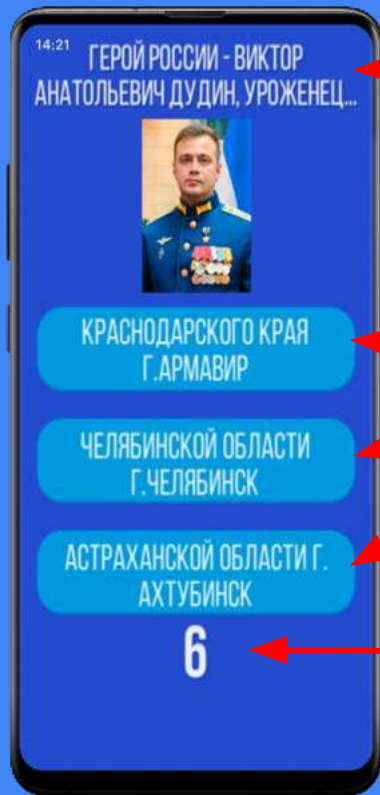 14:21
ГЕРОЙ РОССИИ - ВИКТОР
АНАТОЛЬЕВИЧ ДУДИН, УРОЖЕНЕЦ...
КРАСНОДАРСКОГО КРАЯ
Г.АРМАВИР
ЧЕЛЯБИНСКОЙ ОБЛАСТИ
Г.ЧЕЛЯБИНСК
АСТРАХАНСКОЙ ОБЛАСТИ Г.
АХТУБИНСК
6